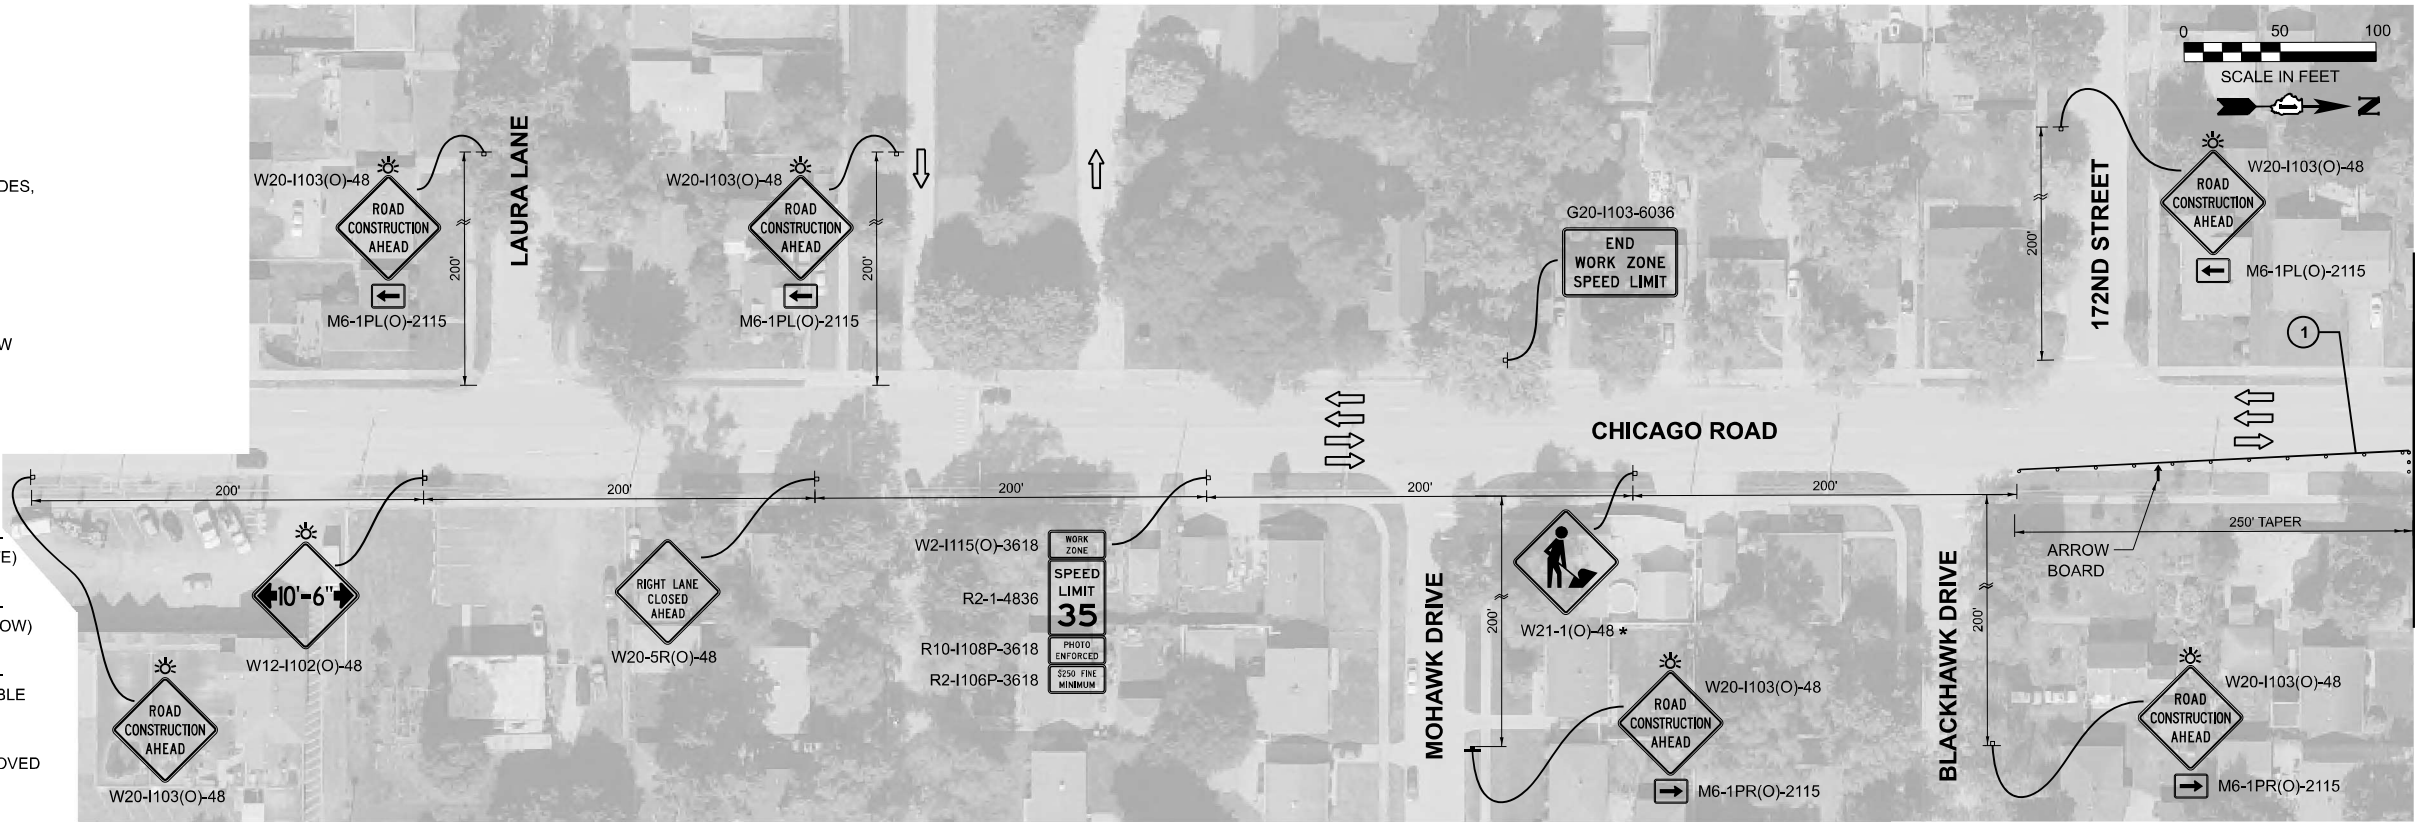 DES,
W
E)
OW)
BLE
OVED
0 50 100
SCALE IN FEET
N
W20-I103(O)-48
ROAD
CONSTRUCTION
AHEAD
M6-1PL(O)-2115
200'
LAURA LANE
W20-I103(O)-48
ROAD
CONSTRUCTION
AHEAD
M6-1PL(O)-2115
200'
G20-I103-6036
END
WORK ZONE
SPEED LIMIT
200'
172ND STREET
W20-I103(O)-48
ROAD
CONSTRUCTION
AHEAD
M6-1PL(O)-2115
1
CHICAGO ROAD
200'
200'
200'
200'
200'
250' TAPER
ARROW
BOARD
ROAD
CONSTRUCTION
AHEAD
W20-I103(O)-48
10'-6"
W12-I102(O)-48
RIGHT LANE
CLOSED
AHEAD
W20-5R(O)-48
W2-I115(O)-3618
WORK
ZONE
R2-1-4836
SPEED
LIMIT
35
R10-I108P-3618
PHOTO
ENFORCED
R2-I106P-3618
$250 FINE
MINIMUM
MOHAWK DRIVE
200'
W21-1(O)-48 *
W20-I103(O)-48
ROAD
CONSTRUCTION
AHEAD
M6-1PR(O)-2115
BLACKHAWK DRIVE
200'
W20-I103(O)-48
ROAD
CONSTRUCTION
AHEAD
M6-1PR(O)-2115